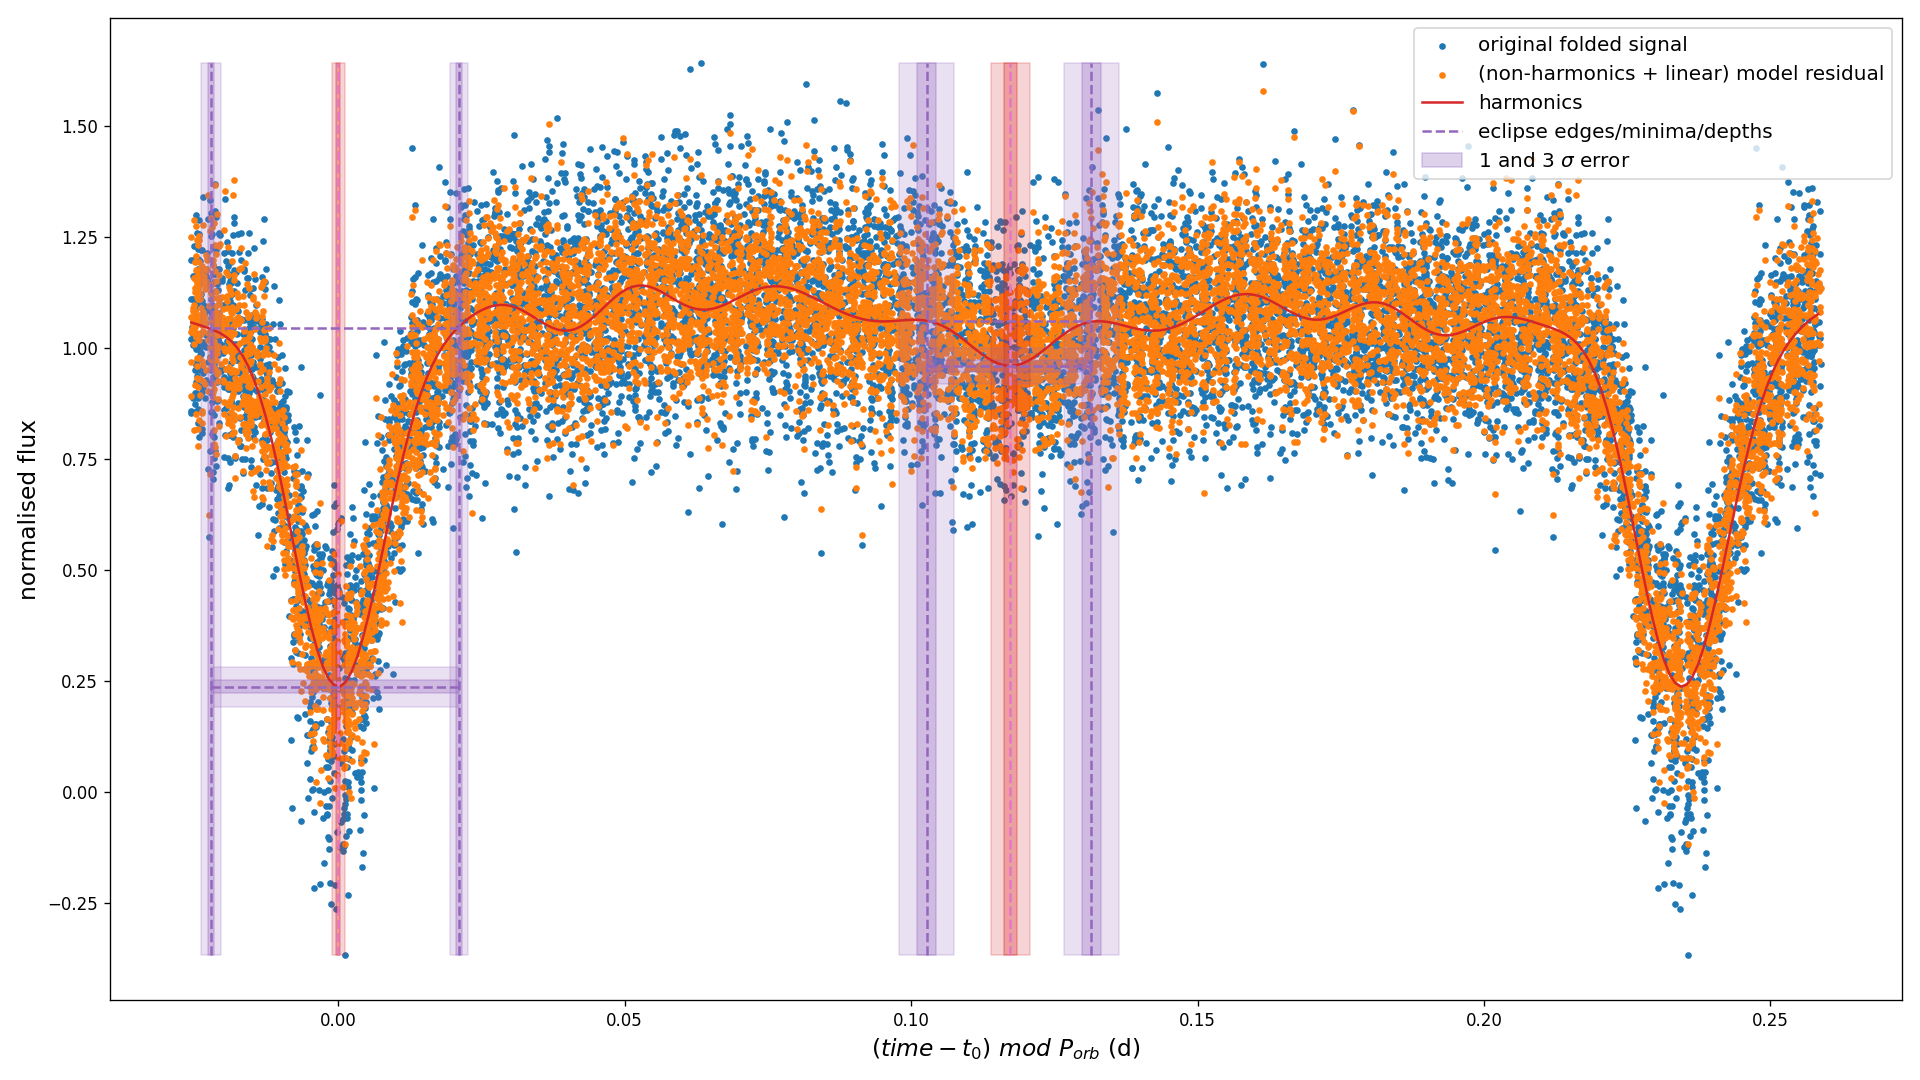 original folded signal
(non-harmonics + linear) model residual
harmonics
eclipse edges/minima/depths
1 and 3 σ error
normalised flux
1.50
1.25
1.00
0.75
0.50
0.25
0.00
−0.25
0.00 0.05 0.10 0.15 0.20 0.25
(time − t₀) mod Pₒᵣb (d)